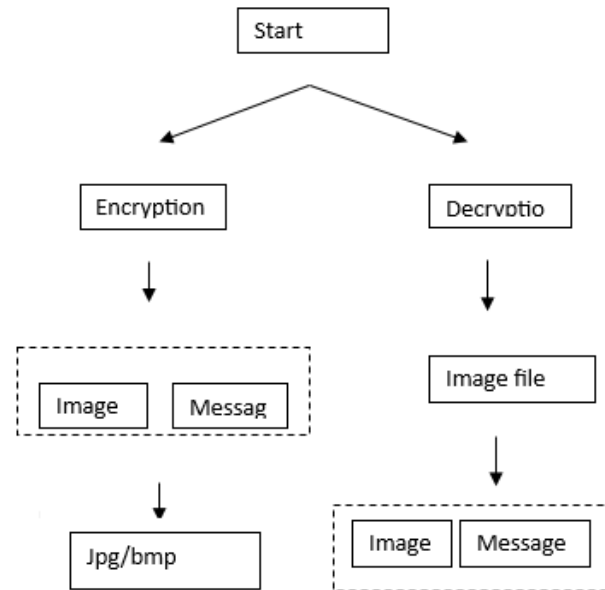 Start
Encryption
Decryptio
Image
Messag
Image file
Jpg/bmp
Image
Message